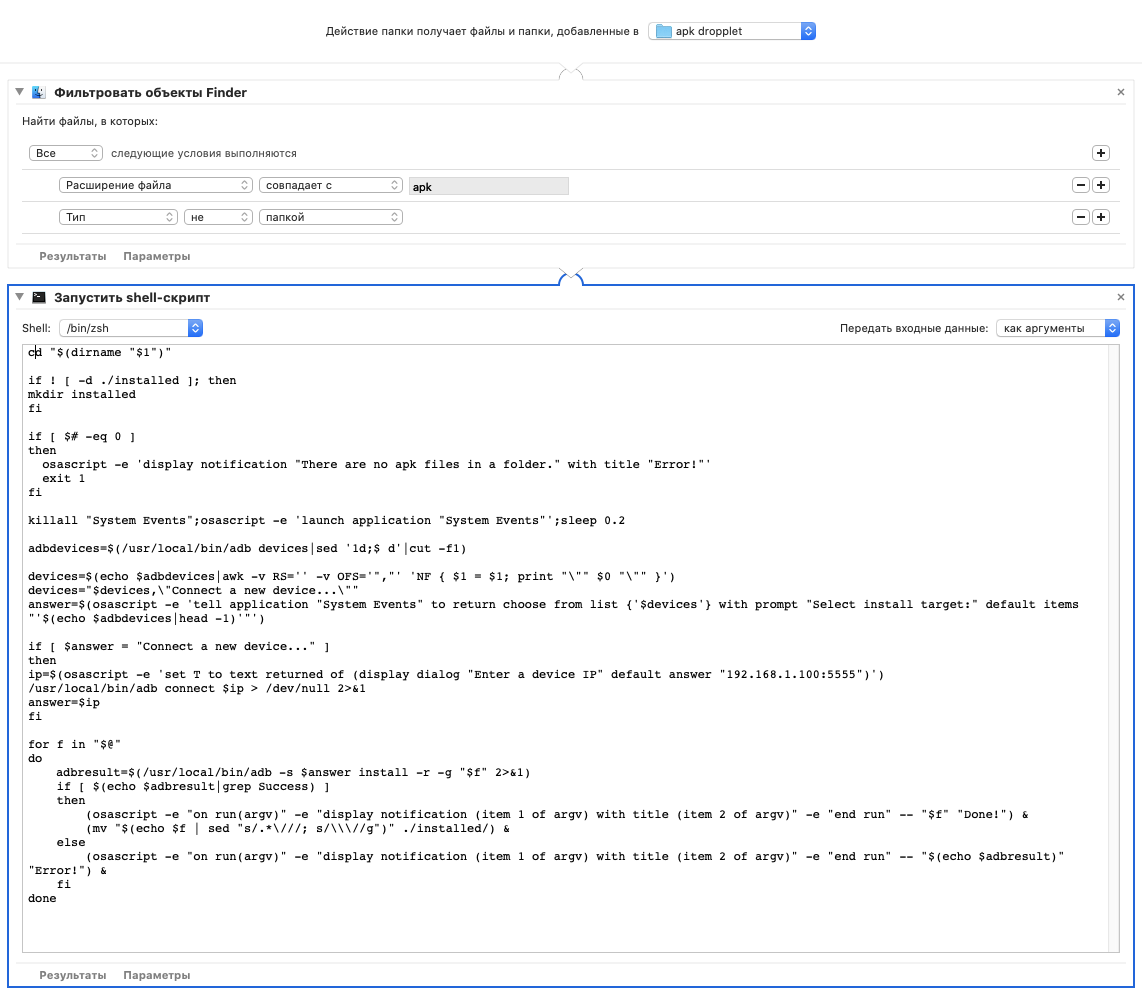 Действие папки получает файлы и папки, добавленные в apk dropplet
Фильтровать объекты Finder
Найти файлы, в которых:
Все следующие условия выполняются
Расширение файла совпадает с apk
Тип не папкой
Результаты Параметры
Запустить shell-скрипт
Shell: /bin/zsh Передать входные данные: как аргументы
cd "$(dirname "$1")"
if ! [ -d ./installed ]; then
mkdir installed
fi
if [ $# -eq 0 ]
then
  osascript -e 'display notification "There are no apk files in a folder." with title "Error!"'
  exit 1
fi
killall "System Events";osascript -e 'launch application "System Events"';sleep 0.2
adbdevices=$(/usr/local/bin/adb devices|sed '1d;$ d'|cut -f1)
devices=$(echo $adbdevices|awk -v RS='' -v OFS='","' 'NF { $1 = $1; print "\"" $0 "\"" }')
devices="$devices,\"Connect a new device...\""
answer=$(osascript -e 'tell application "System Events" to return choose from list {'$devices'} with prompt "Select install target:" default items
"'$(echo $adbdevices|head -1)'"')
if [ $answer = "Connect a new device..." ]
then
ip=$(osascript -e 'set T to text returned of (display dialog "Enter a device IP" default answer "192.168.1.100:5555")')
/usr/local/bin/adb connect $ip > /dev/null 2>&1
answer=$ip
fi
for f in "$@"
do
    adbresult=$(/usr/local/bin/adb -s $answer install -r -g "$f" 2>&1)
    if [ $(echo $adbresult|grep Success) ]
    then
        (osascript -e "on run(argv)" -e "display notification (item 1 of argv) with title (item 2 of argv)" -e "end run" -- "$f" "Done!") &
        (mv "$(echo $f | sed "s/.*\///; s/\\\//g")" ./installed/) &
    else
        (osascript -e "on run(argv)" -e "display notification (item 1 of argv) with title (item 2 of argv)" -e "end run" -- "$(echo $adbresult)"
"Error!") &
    fi
done
Результаты Параметры